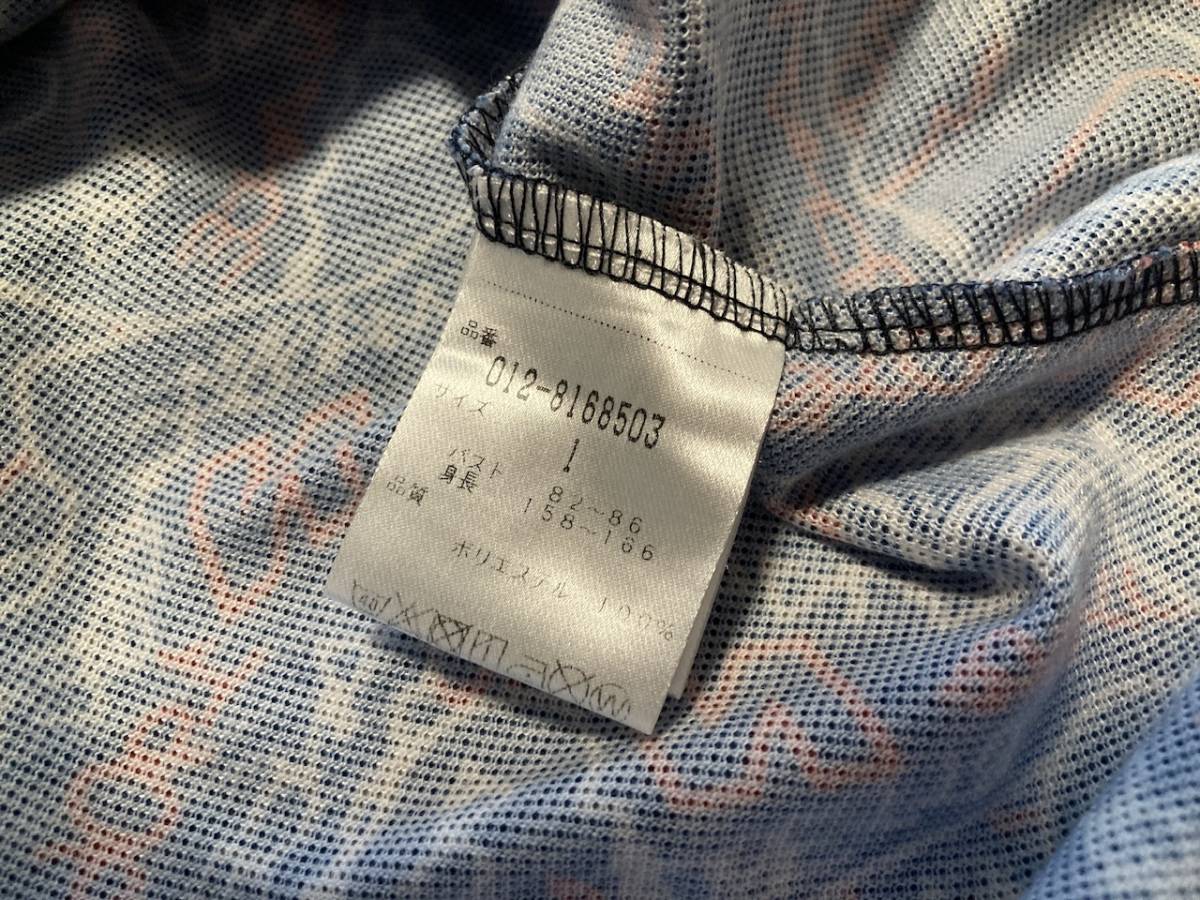 品番
012-8168503
サイズ 1
バスト 82~86
身長 158~166
品質
ポリエステル 100%